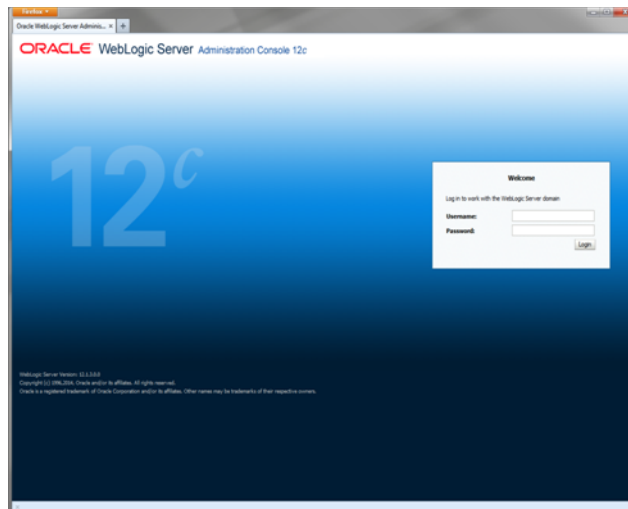 Firefox
Oracle WebLogic Server Adminis... × +
ORACLE WebLogic Server Administration Console 12c
12c
Welcome
Log in to work with the WebLogic Server domain
Username:
Password:
Login
WebLogic Server Version: 12.1.3.0.0
Copyright (c) 1996,2014, Oracle and/or its affiliates. All rights reserved.
Oracle is a registered trademark of Oracle Corporation and/or its affiliates. Other names may be trademarks of their respective owners.